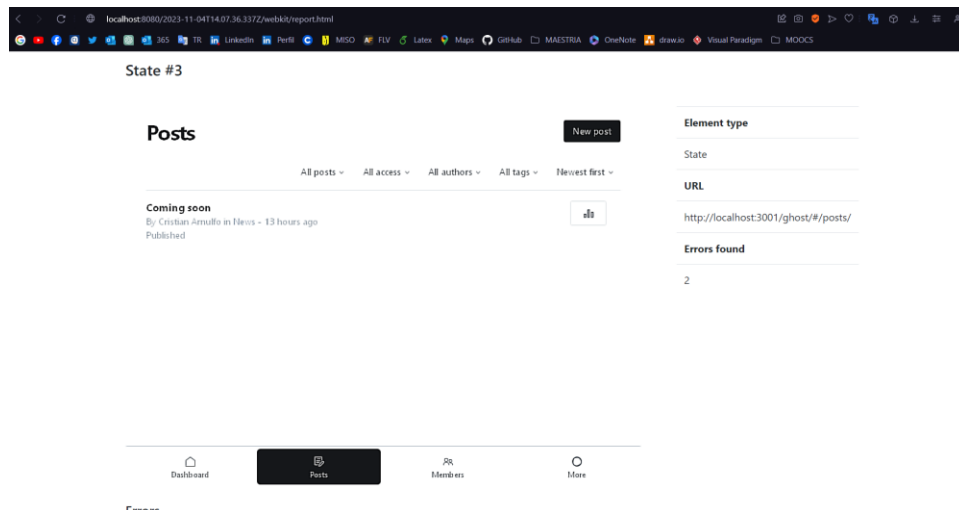 localhost:8080/2023-11-04T14.07.36.337Z/webkit/report.html
365 TR LinkedIn Perfil MISO FLV Latex Maps GitHub MAESTRIA OneNote draw.io Visual Paradigm MOOCS
State #3
Posts
New post
All posts All access All authors All tags Newest first
Coming soon
By Cristian Arnulfo in News - 13 hours ago
Published
Element type
State
URL
http://localhost:3001/ghost/#/posts/
Errors found
2
Dashboard Posts Members More
Errors